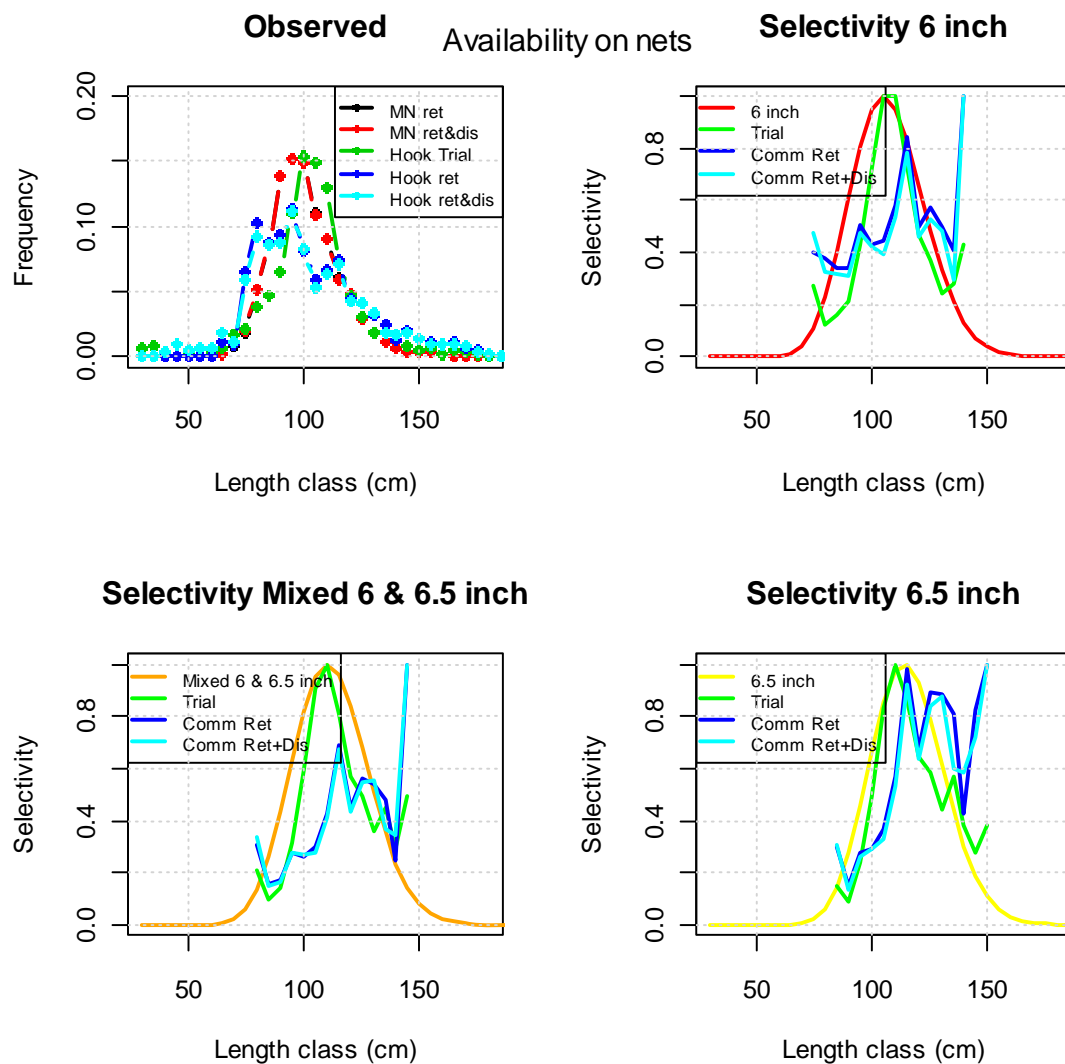 Availability on nets
Observed
Frequency
0.00 0.10 0.20
MN ret
MN ret&dis
Hook Trial
Hook ret
Hook ret&dis
50 100 150
Length class (cm)
Selectivity 6 inch
Selectivity
0.0 0.4 0.8
6 inch
Trial
Comm Ret
Comm Ret+Dis
50 100 150
Length class (cm)
Selectivity Mixed 6 & 6.5 inch
Selectivity
0.0 0.4 0.8
Mixed 6 & 6.5 inch
Trial
Comm Ret
Comm Ret+Dis
50 100 150
Length class (cm)
Selectivity 6.5 inch
Selectivity
0.0 0.4 0.8
6.5 inch
Trial
Comm Ret
Comm Ret+Dis
50 100 150
Length class (cm)